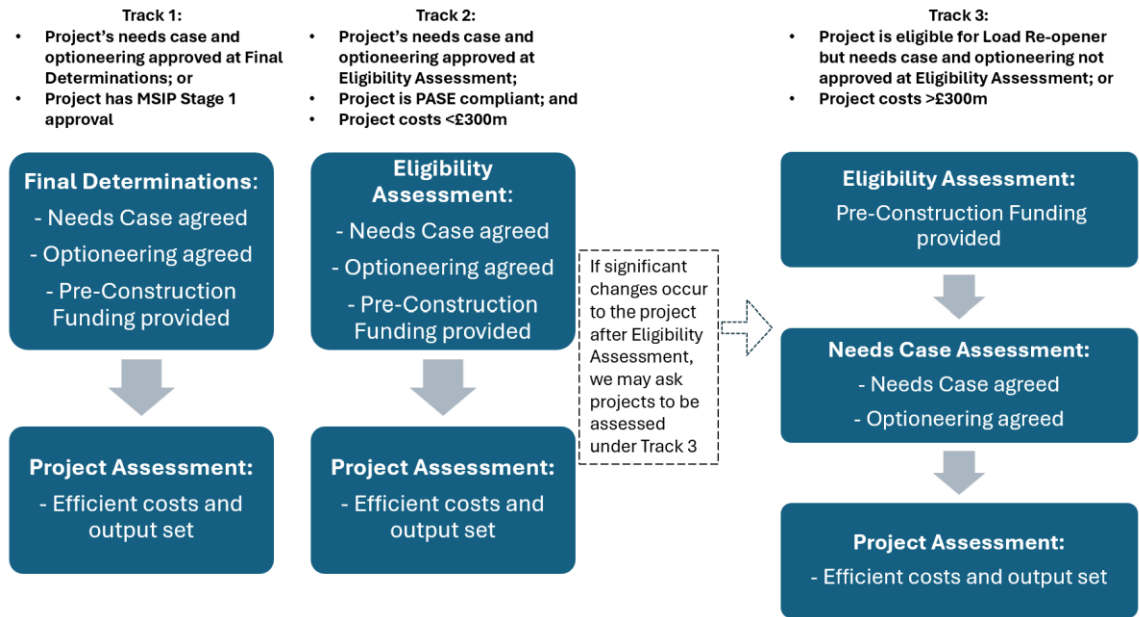 Track 1:
• Project's needs case and
optioneering approved at Final
Determinations; or
• Project has MSIP Stage 1
approval
Final Determinations:
- Needs Case agreed
- Optioneering agreed
- Pre-Construction
Funding provided
Project Assessment:
- Efficient costs and
output set
Track 2:
• Project's needs case and
optioneering approved at
Eligibility Assessment;
• Project is PASE compliant; and
• Project costs <£300m
Eligibility
Assessment:
- Needs Case agreed
- Optioneering agreed
- Pre-Construction
Funding provided
Project Assessment:
- Efficient costs and
output set
If significant
changes occur
to the project
after Eligibility
Assessment,
we may ask
projects to be
assessed
under Track 3
Track 3:
• Project is eligible for Load Re-opener
but needs case and optioneering not
approved at Eligibility Assessment; or
• Project costs >£300m
Eligibility Assessment:
Pre-Construction Funding
provided
Needs Case Assessment:
- Needs Case agreed
- Optioneering agreed
Project Assessment:
- Efficient costs and output set